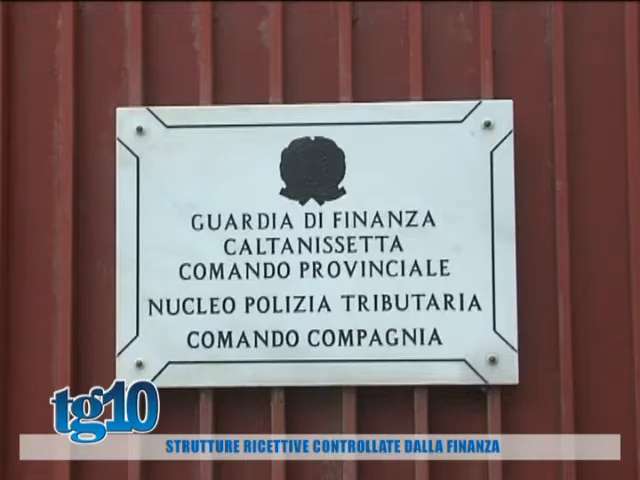 GUARDIA DI FINANZA
CALTANISSETTA
COMANDO PROVINCIALE
NUCLEO POLIZIA TRIBUTARIA
COMANDO COMPAGNIA
tg10
STRUTTURE RICETTIVE CONTROLLATE DALLA FINANZA